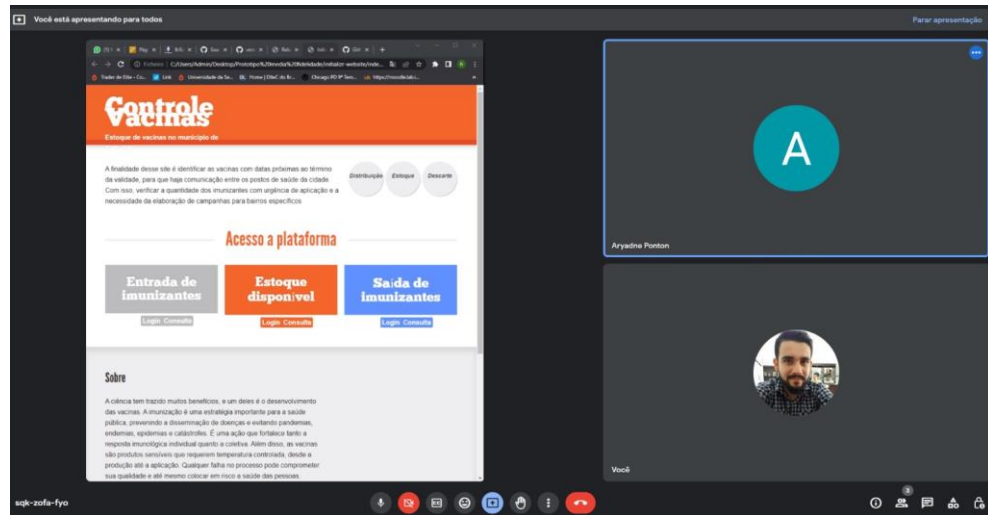 Você está apresentando para todos
Parar apresentação
Controle
Vacinas
Estoque de vacinas no município de
A finalidade desse site é identificar as vacinas com datas próximas ao término
da validade, para que haja comunicação entre os postos de saúde da cidade
Com isso, verificar a quantidade dos imunizantes com urgência de aplicação e a
necessidade da elaboração de campanhas para bairros específicos
Distribuição Estoque Descarte
Acesso a plataforma
Entrada de
imunizantes
Login Consulta
Estoque
disponível
Login Consulta
Saída de
imunizantes
Login Consulta
Sobre
A ciência tem trazido muitos benefícios, e um deles é o desenvolvimento
das vacinas. A imunização é uma estratégia importante para a saúde
pública, prevenindo a disseminação de doenças e evitando pandemias,
endemias, epidemias e catástrofes. É uma ação que fortalece tanto a
resposta imunológica individual quanto a coletiva. Além disso, as vacinas
são produtos sensíveis que requerem temperatura controlada, desde a
produção até a aplicação. Qualquer falha no processo pode comprometer
sua qualidade e até mesmo colocar em risco a saúde das pessoas
A
Aryadne Ponton
Você
sqk-zofa-fyo
3